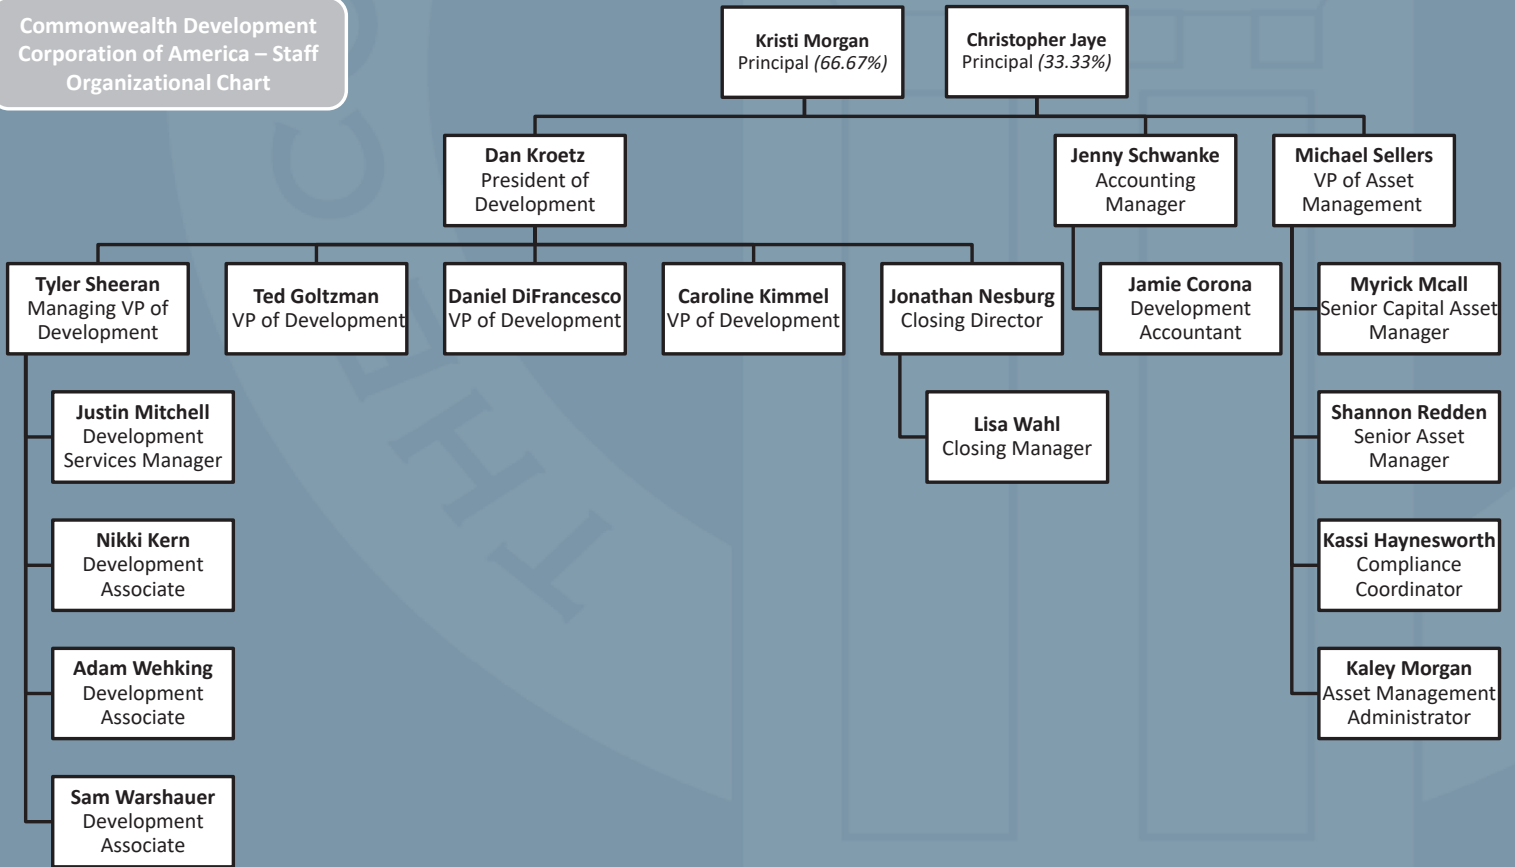 Commonwealth Development
Corporation of America – Staff
Organizational Chart
Kristi Morgan
Principal (66.67%)
Christopher Jaye
Principal (33.33%)
Dan Kroetz
President of
Development
Jenny Schwanke
Accounting
Manager
Michael Sellers
VP of Asset
Management
Tyler Sheeran
Managing VP of
Development
Ted Goltzman
VP of Development
Daniel DiFrancesco
VP of Development
Caroline Kimmel
VP of Development
Jonathan Nesburg
Closing Director
Jamie Corona
Development
Accountant
Myrick Mcall
Senior Capital Asset
Manager
Justin Mitchell
Development
Services Manager
Lisa Wahl
Closing Manager
Shannon Redden
Senior Asset
Manager
Nikki Kern
Development
Associate
Kassi Haynesworth
Compliance
Coordinator
Adam Wehking
Development
Associate
Kaley Morgan
Asset Management
Administrator
Sam Warshauer
Development
Associate
THE CO